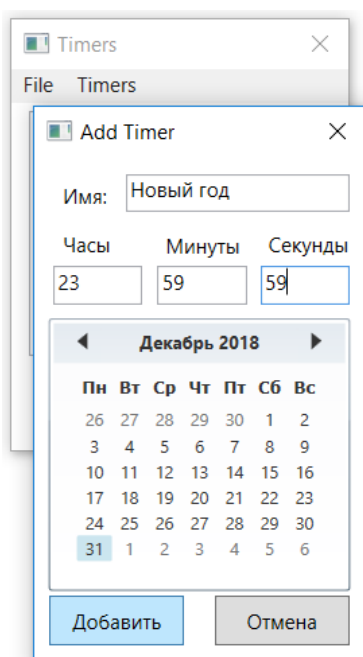 Timers
File Timers
Add Timer
Имя: Новый год
Часы Минуты Секунды
23 59 59
Декабрь 2018
Пн Вт Ср Чт Пт Сб Вс
26 27 28 29 30 1 2
3 4 5 6 7 8 9
10 11 12 13 14 15 16
17 18 19 20 21 22 23
24 25 26 27 28 29 30
31 1 2 3 4 5 6
Добавить Отмена